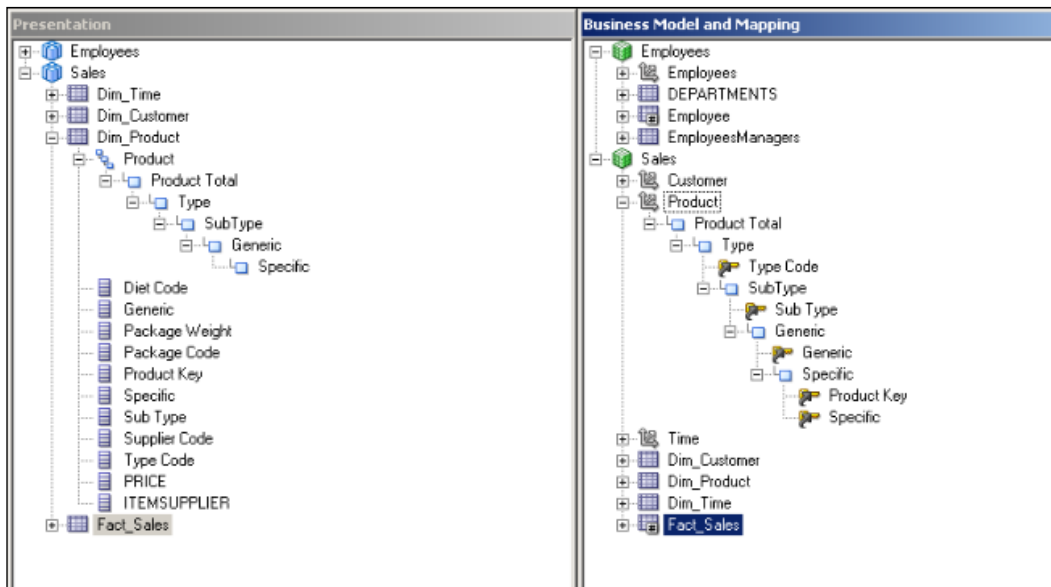 Presentation
Employees
Sales
Dim_Time
Dim_Customer
Dim_Product
Product
Product Total
Type
SubType
Generic
Specific
Diet Code
Generic
Package Weight
Package Code
Product Key
Specific
Sub Type
Supplier Code
Type Code
PRICE
ITEMSUPPLIER
Fact_Sales
Business Model and Mapping
Employees
Employees
DEPARTMENTS
Employee
EmployeesManagers
Sales
Customer
Product
Product Total
Type
Type Code
SubType
Sub Type
Generic
Generic
Specific
Product Key
Specific
Time
Dim_Customer
Dim_Product
Dim_Time
Fact_Sales